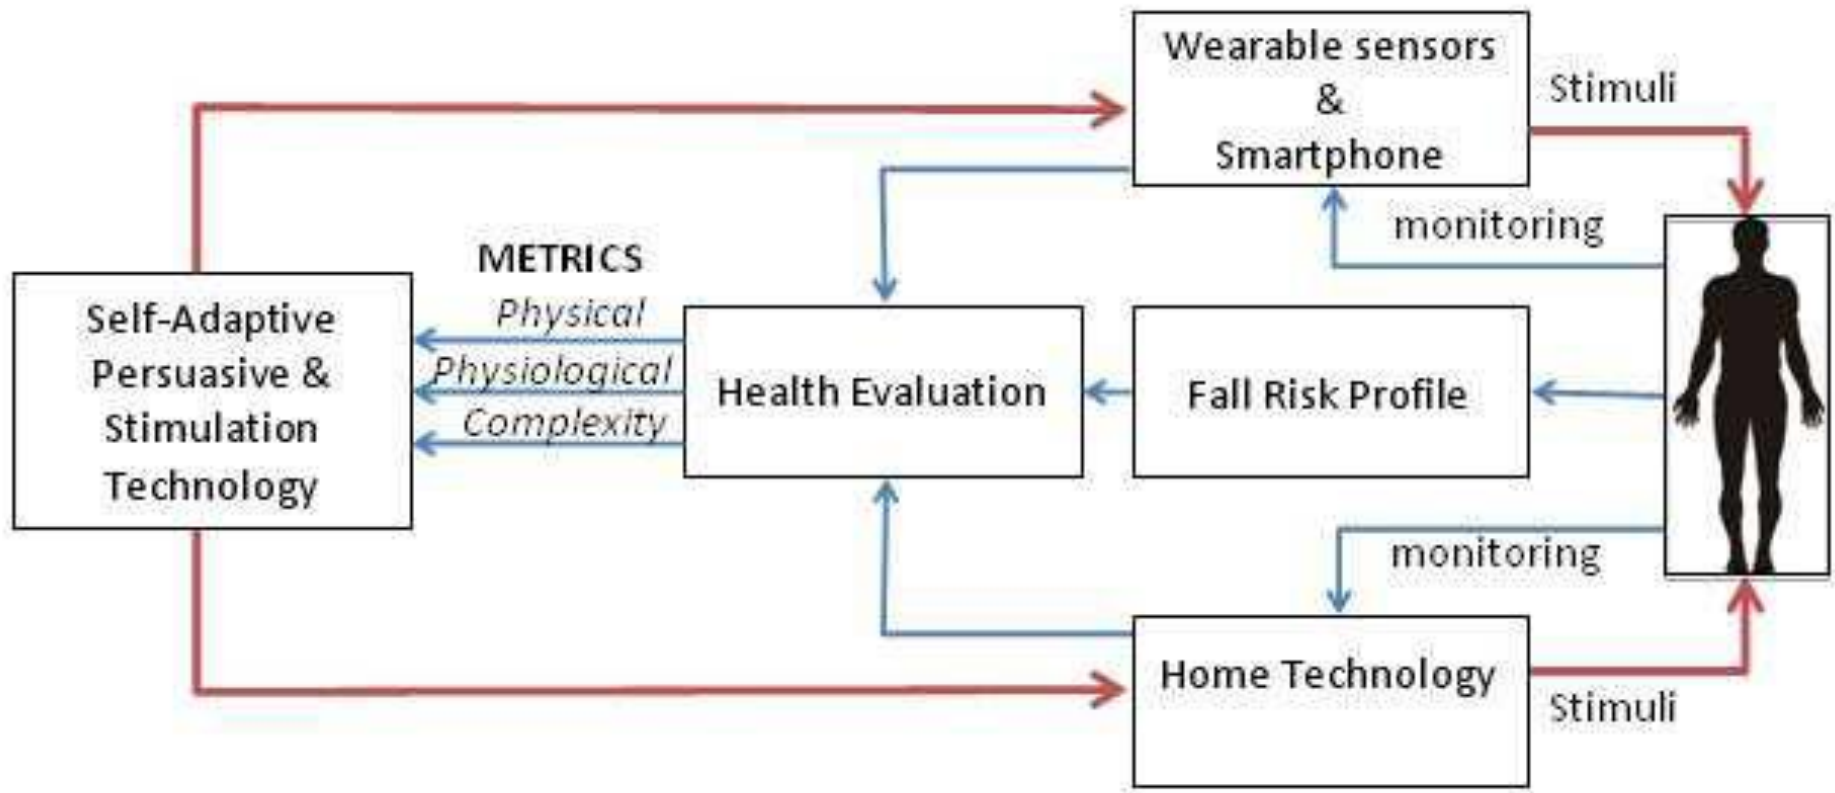 Wearable sensors
&
Smartphone
Stimuli
monitoring
METRICS
Physical
Physiological
Complexity
Self-Adaptive
Persuasive &
Stimulation
Technology
Health Evaluation
Fall Risk Profile
monitoring
Home Technology
Stimuli